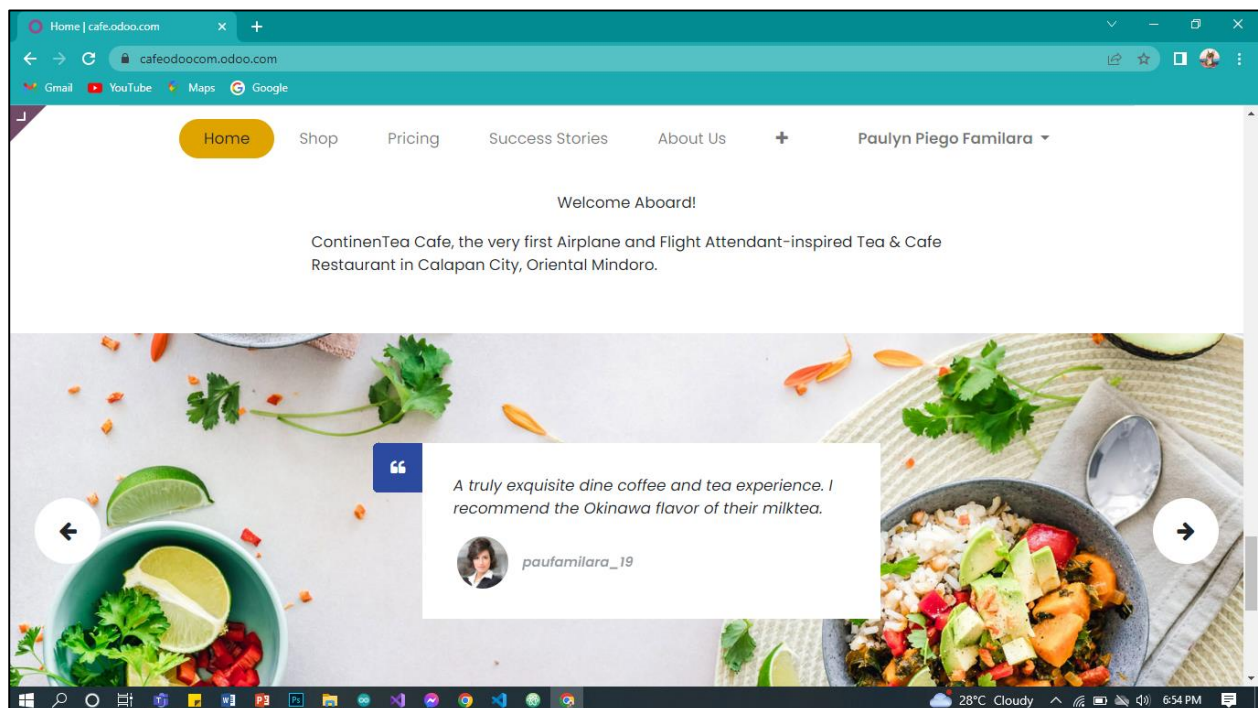 Home | cafe.odoo.com
cafeodoocom.odoo.com
Gmail YouTube Maps Google
Home Shop Pricing Success Stories About Us + Paulyn Piego Familara
Welcome Aboard!
ContinenTea Cafe, the very first Airplane and Flight Attendant-inspired Tea & Cafe
Restaurant in Calapan City, Oriental Mindoro.
A truly exquisite dine coffee and tea experience. I
recommend the Okinawa flavor of their milktea.
paufamilara_19
28°C Cloudy 6:54 PM